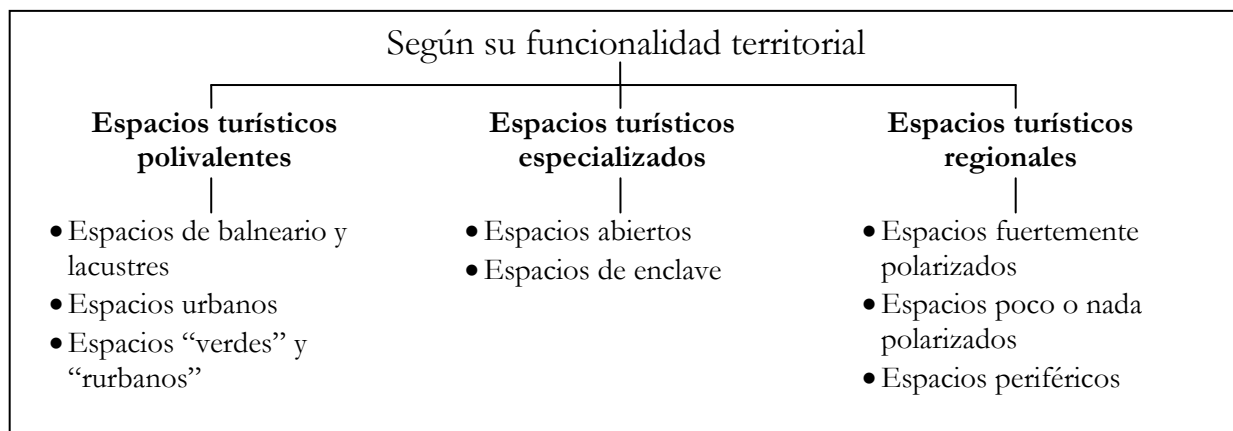 Según su funcionalidad territorial
Espacios turísticos
polivalentes
• Espacios de balneario y
lacustres
• Espacios urbanos
• Espacios “verdes” y
“rurbanos”
Espacios turísticos
especializados
• Espacios abiertos
• Espacios de enclave
Espacios turísticos
regionales
• Espacios fuertemente
polarizados
• Espacios poco o nada
polarizados
• Espacios periféricos